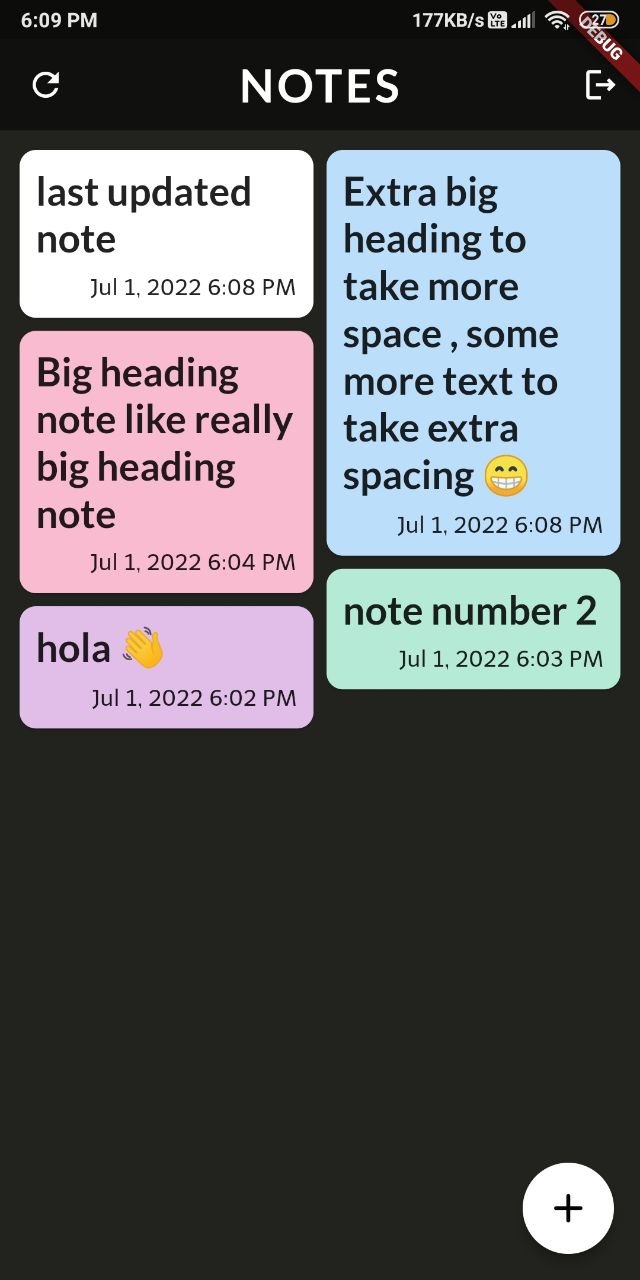 6:09 PM 177KB/s Vo LTE 27
DEBUG
NOTES
last updated
note
Jul 1, 2022 6:08 PM
Extra big
heading to
take more
space , some
more text to
take extra
spacing 😁
Jul 1, 2022 6:08 PM
Big heading
note like really
big heading
note
Jul 1, 2022 6:04 PM
note number 2
Jul 1, 2022 6:03 PM
hola 👋
Jul 1, 2022 6:02 PM